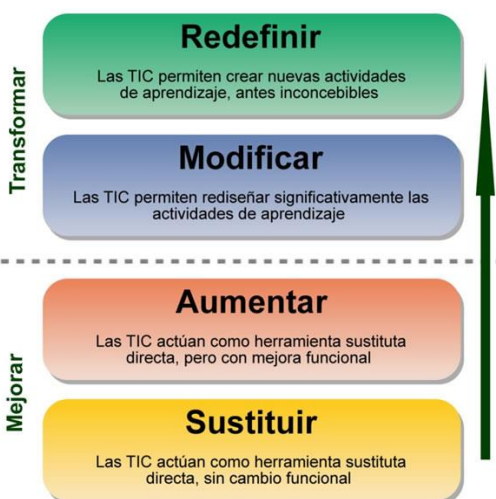 Transformar
Redefinir
Las TIC permiten crear nuevas actividades
de aprendizaje, antes inconcebibles
Modificar
Las TIC permiten rediseñar significativamente las
actividades de aprendizaje
Mejorar
Aumentar
Las TIC actúan como herramienta sustituta
directa, pero con mejora funcional
Sustituir
Las TIC actúan como herramienta sustituta
directa, sin cambio funcional